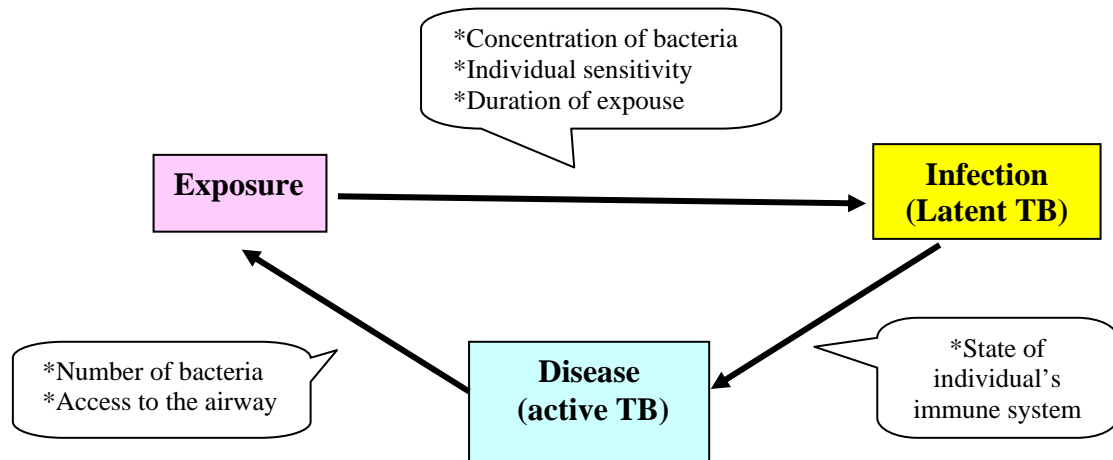 *Concentration of bacteria
*Individual sensitivity
*Duration of expouse
Exposure
Infection
(Latent TB)
*Number of bacteria
*Access to the airway
Disease
(active TB)
*State of
individual’s
immune system